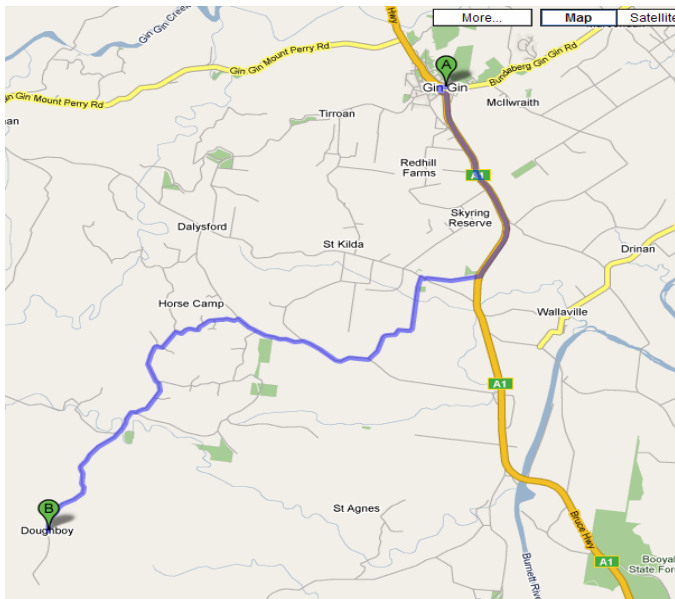 More...
Map
Satellite
Gin Gin Creek
Hwy
Gin Gin Mount Perry Rd
A
Bundaberg Gin Gin Rd
Gin Gin
Gin Gin Mount Perry Rd
McIlwraith
Tirroan
Redhill
Farms
A1
Skyring
Reserve
Dalysford
St Kilda
Drinan
Horse Camp
Wallaville
A1
B
Doughboy
St Agnes
Bruce Hwy
Burnett River
A1
Booyal
State Fore